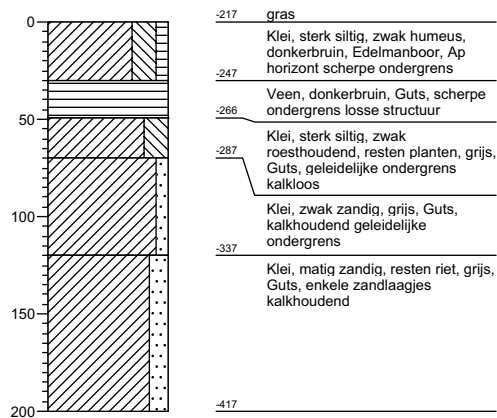 0
50
100
150
200
-217 gras
Klei, sterk siltig, zwak humeus,
donkerbruin, Edelmanboor, Ap
horizont scherpe ondergrens
-247
Veen, donkerbruin, Guts, scherpe
ondergrens losse structuur
-266
Klei, sterk siltig, zwak
roesthoudend, resten planten, grijs,
Guts, geleidelijke ondergrens
kalkloos
-287
Klei, zwak zandig, grijs, Guts,
kalkhoudend geleidelijke
ondergrens
-337
Klei, matig zandig, resten riet, grijs,
Guts, enkele zandlaagjes
kalkhoudend
-417